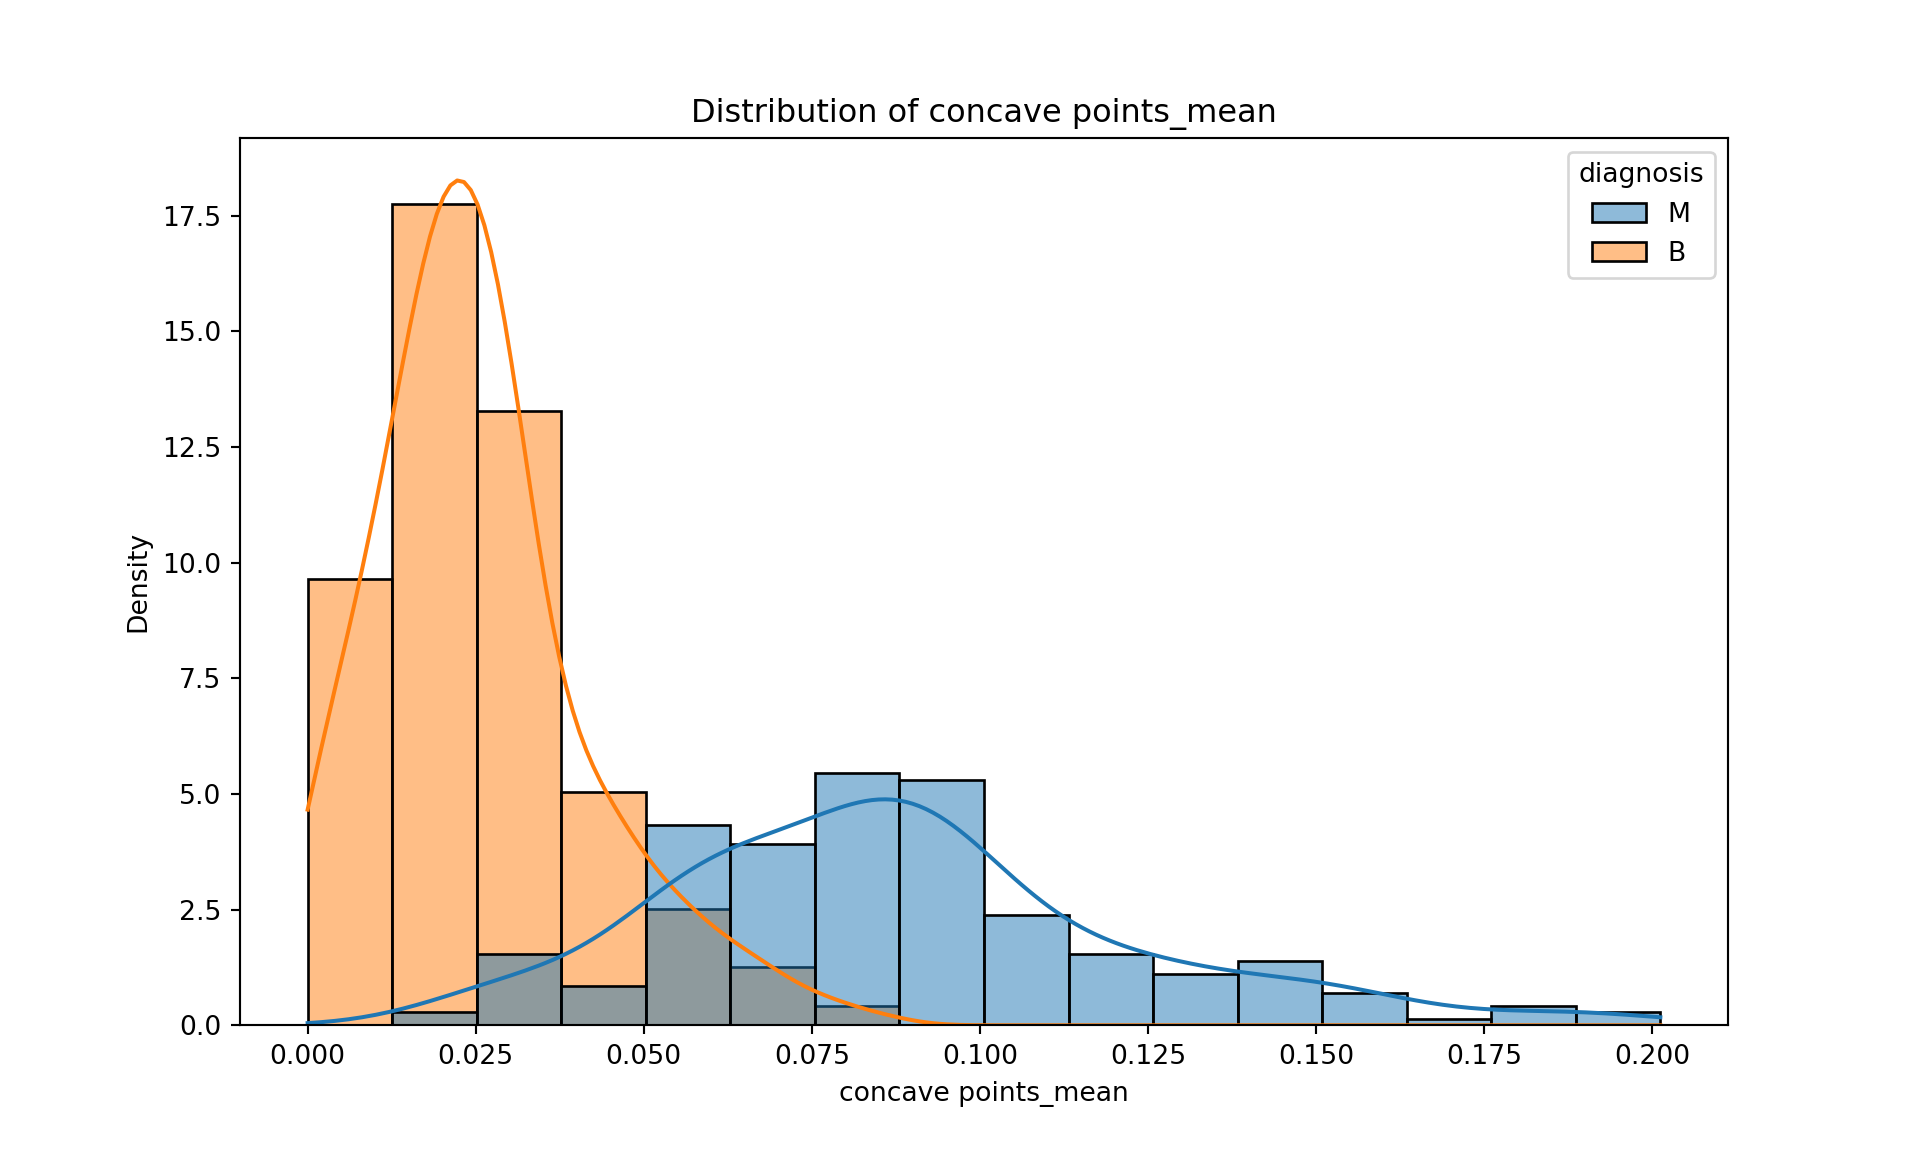 Distribution of concave points_mean
diagnosis
M
B
Density
17.5
15.0
12.5
10.0
7.5
5.0
2.5
0.0
0.000 0.025 0.050 0.075 0.100 0.125 0.150 0.175 0.200
concave points_mean